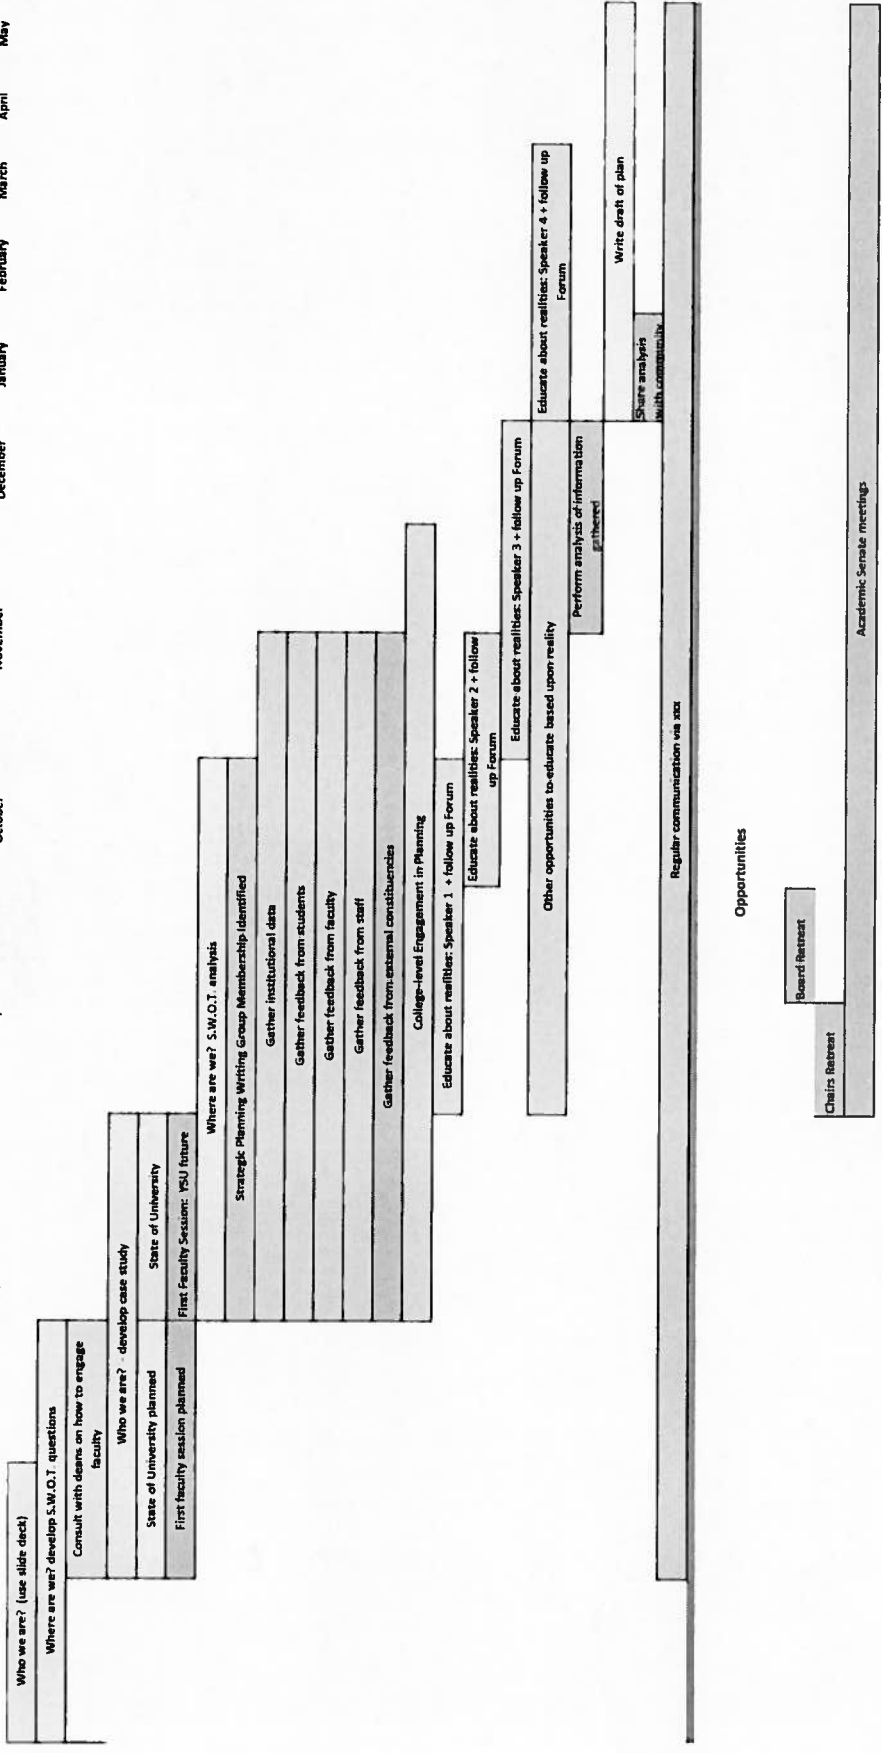 October
November
December
January
February
March
April
May
Who we are? (use slide deck)
Where are we? develop S.W.O.T. questions
Consult with deans on how to engage
faculty
Who we are? - develop case study
State of University planned
State of University
First faculty session planned
First Faculty Session: YSU future
Where are we? S.W.O.T. analysis
Strategic Planning Writing Group Membership Identified
Gather institutional data
Gather feedback from students
Gather feedback from faculty
Gather feedback from staff
Gather feedback from external constituencies
College-level Engagement in Planning
Educate about realities: Speaker 1 + follow up Forum
Educate about realities: Speaker 2 + follow
up Forum
Educate about realities: Speaker 3 + follow up Forum
Other opportunities to educate based upon reality
Educate about realities: Speaker 4 + follow up
Forum
Perform analysis of information
gathered
Write draft of plan
Share analysis
with community
Regular communication via xxx
Opportunities
Board Retreat
Chairs Retreat
Academic Senate meetings